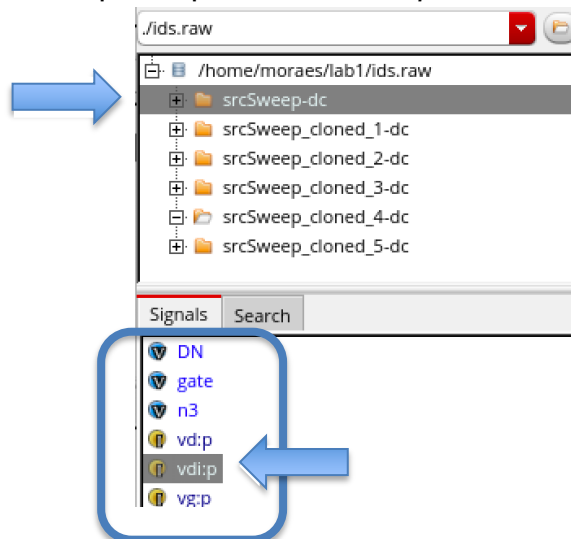 ./ids.raw
/home/moraes/lab1/ids.raw
srcSweep-dc
srcSweep_cloned_1-dc
srcSweep_cloned_2-dc
srcSweep_cloned_3-dc
srcSweep_cloned_4-dc
srcSweep_cloned_5-dc
Signals Search
DN
gate
n3
vd:p
vdi:p
vg:p